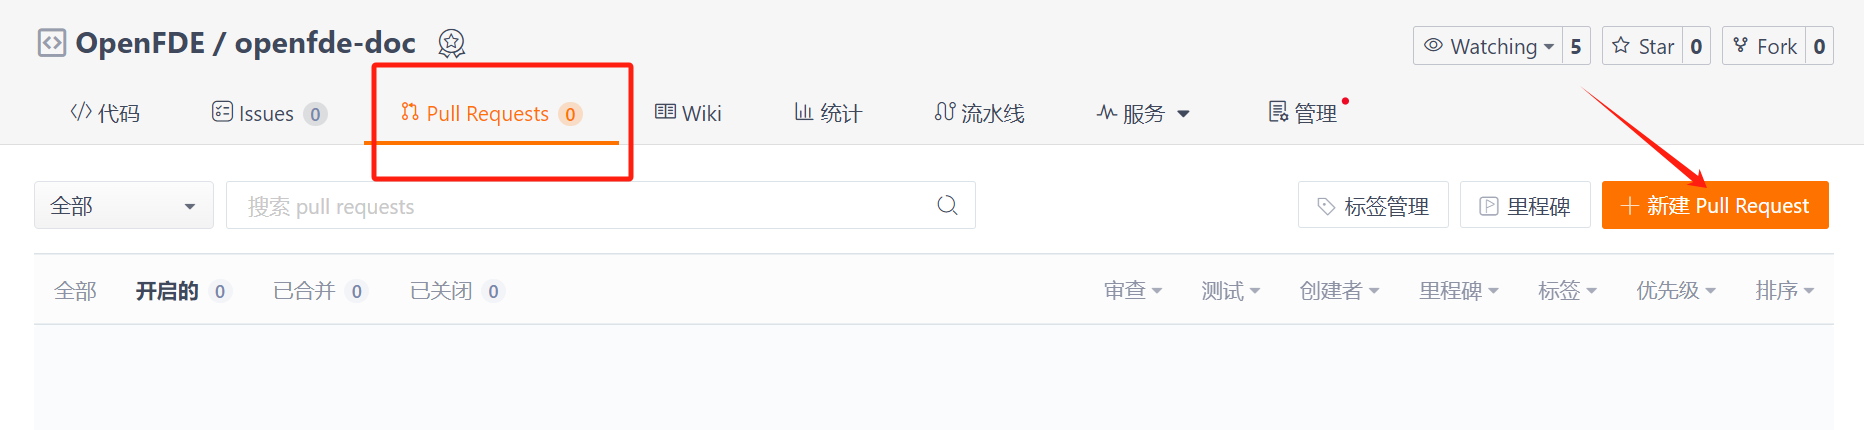 OpenFDE / openfde-doc
Watching 5 Star 0 Fork 0
代码 Issues 0 Pull Requests 0 Wiki 统计 流水线 服务 管理
全部 搜索 pull requests 标签管理 里程碑 新建 Pull Request
全部 开启的 0 已合并 0 已关闭 0 审查 测试 创建者 里程碑 标签 优先级 排序